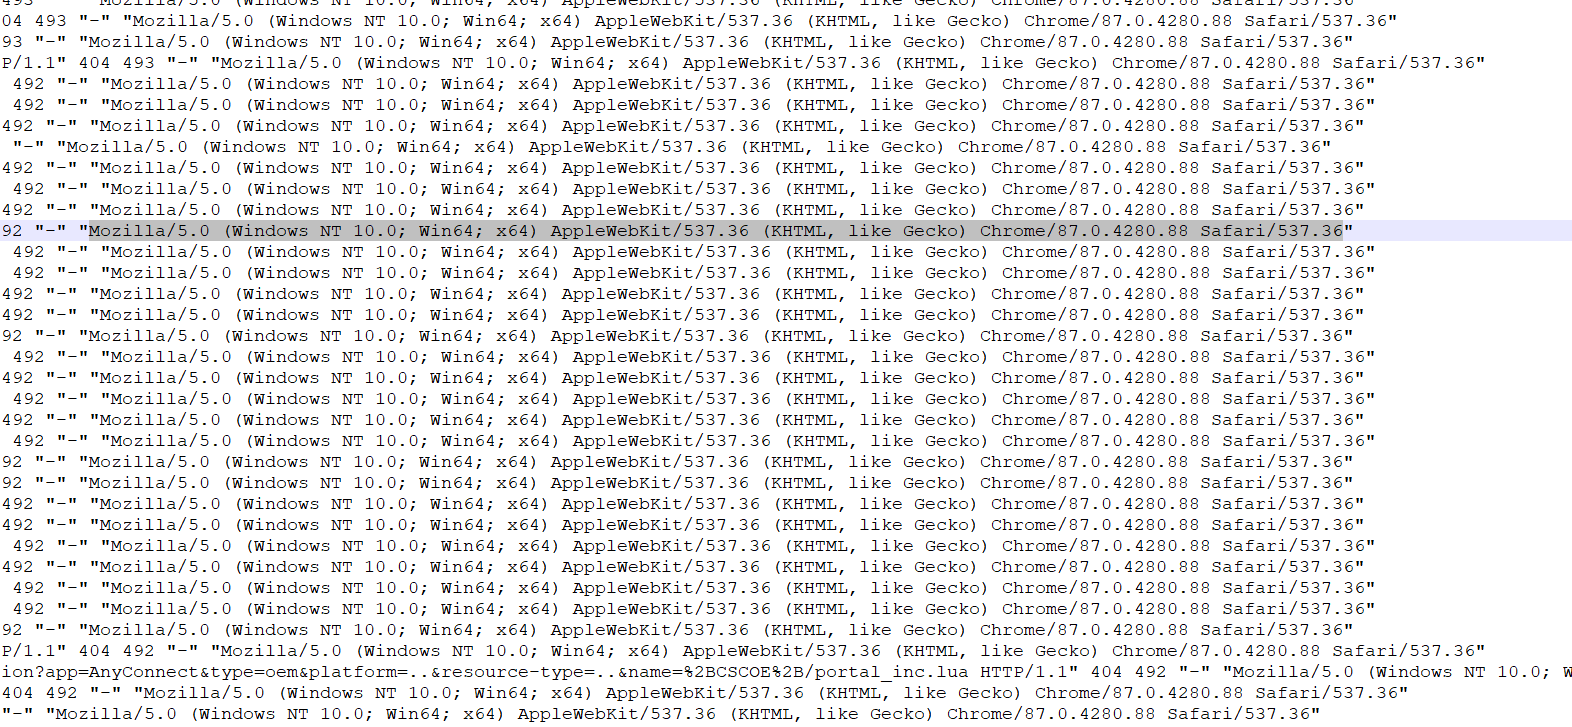 04 493 "-" "Mozilla/5.0 (Windows NT 10.0; Win64; x64) AppleWebKit/537.36 (KHTML, like Gecko) Chrome/87.0.4280.88 Safari/537.36"
93 "-" "Mozilla/5.0 (Windows NT 10.0; Win64; x64) AppleWebKit/537.36 (KHTML, like Gecko) Chrome/87.0.4280.88 Safari/537.36"
P/1.1" 404 493 "-" "Mozilla/5.0 (Windows NT 10.0; Win64; x64) AppleWebKit/537.36 (KHTML, like Gecko) Chrome/87.0.4280.88 Safari/537.36"
492 "-" "Mozilla/5.0 (Windows NT 10.0; Win64; x64) AppleWebKit/537.36 (KHTML, like Gecko) Chrome/87.0.4280.88 Safari/537.36"
492 "-" "Mozilla/5.0 (Windows NT 10.0; Win64; x64) AppleWebKit/537.36 (KHTML, like Gecko) Chrome/87.0.4280.88 Safari/537.36"
492 "-" "Mozilla/5.0 (Windows NT 10.0; Win64; x64) AppleWebKit/537.36 (KHTML, like Gecko) Chrome/87.0.4280.88 Safari/537.36"
"-" "Mozilla/5.0 (Windows NT 10.0; Win64; x64) AppleWebKit/537.36 (KHTML, like Gecko) Chrome/87.0.4280.88 Safari/537.36"
492 "-" "Mozilla/5.0 (Windows NT 10.0; Win64; x64) AppleWebKit/537.36 (KHTML, like Gecko) Chrome/87.0.4280.88 Safari/537.36"
492 "-" "Mozilla/5.0 (Windows NT 10.0; Win64; x64) AppleWebKit/537.36 (KHTML, like Gecko) Chrome/87.0.4280.88 Safari/537.36"
492 "-" "Mozilla/5.0 (Windows NT 10.0; Win64; x64) AppleWebKit/537.36 (KHTML, like Gecko) Chrome/87.0.4280.88 Safari/537.36"
92 "-" "Mozilla/5.0 (Windows NT 10.0; Win64; x64) AppleWebKit/537.36 (KHTML, like Gecko) Chrome/87.0.4280.88 Safari/537.36"
492 "-" "Mozilla/5.0 (Windows NT 10.0; Win64; x64) AppleWebKit/537.36 (KHTML, like Gecko) Chrome/87.0.4280.88 Safari/537.36"
492 "-" "Mozilla/5.0 (Windows NT 10.0; Win64; x64) AppleWebKit/537.36 (KHTML, like Gecko) Chrome/87.0.4280.88 Safari/537.36"
492 "-" "Mozilla/5.0 (Windows NT 10.0; Win64; x64) AppleWebKit/537.36 (KHTML, like Gecko) Chrome/87.0.4280.88 Safari/537.36"
492 "-" "Mozilla/5.0 (Windows NT 10.0; Win64; x64) AppleWebKit/537.36 (KHTML, like Gecko) Chrome/87.0.4280.88 Safari/537.36"
92 "-" "Mozilla/5.0 (Windows NT 10.0; Win64; x64) AppleWebKit/537.36 (KHTML, like Gecko) Chrome/87.0.4280.88 Safari/537.36"
492 "-" "Mozilla/5.0 (Windows NT 10.0; Win64; x64) AppleWebKit/537.36 (KHTML, like Gecko) Chrome/87.0.4280.88 Safari/537.36"
492 "-" "Mozilla/5.0 (Windows NT 10.0; Win64; x64) AppleWebKit/537.36 (KHTML, like Gecko) Chrome/87.0.4280.88 Safari/537.36"
492 "-" "Mozilla/5.0 (Windows NT 10.0; Win64; x64) AppleWebKit/537.36 (KHTML, like Gecko) Chrome/87.0.4280.88 Safari/537.36"
492 "-" "Mozilla/5.0 (Windows NT 10.0; Win64; x64) AppleWebKit/537.36 (KHTML, like Gecko) Chrome/87.0.4280.88 Safari/537.36"
492 "-" "Mozilla/5.0 (Windows NT 10.0; Win64; x64) AppleWebKit/537.36 (KHTML, like Gecko) Chrome/87.0.4280.88 Safari/537.36"
92 "-" "Mozilla/5.0 (Windows NT 10.0; Win64; x64) AppleWebKit/537.36 (KHTML, like Gecko) Chrome/87.0.4280.88 Safari/537.36"
92 "-" "Mozilla/5.0 (Windows NT 10.0; Win64; x64) AppleWebKit/537.36 (KHTML, like Gecko) Chrome/87.0.4280.88 Safari/537.36"
492 "-" "Mozilla/5.0 (Windows NT 10.0; Win64; x64) AppleWebKit/537.36 (KHTML, like Gecko) Chrome/87.0.4280.88 Safari/537.36"
492 "-" "Mozilla/5.0 (Windows NT 10.0; Win64; x64) AppleWebKit/537.36 (KHTML, like Gecko) Chrome/87.0.4280.88 Safari/537.36"
492 "-" "Mozilla/5.0 (Windows NT 10.0; Win64; x64) AppleWebKit/537.36 (KHTML, like Gecko) Chrome/87.0.4280.88 Safari/537.36"
492 "-" "Mozilla/5.0 (Windows NT 10.0; Win64; x64) AppleWebKit/537.36 (KHTML, like Gecko) Chrome/87.0.4280.88 Safari/537.36"
492 "-" "Mozilla/5.0 (Windows NT 10.0; Win64; x64) AppleWebKit/537.36 (KHTML, like Gecko) Chrome/87.0.4280.88 Safari/537.36"
492 "-" "Mozilla/5.0 (Windows NT 10.0; Win64; x64) AppleWebKit/537.36 (KHTML, like Gecko) Chrome/87.0.4280.88 Safari/537.36"
92 "-" "Mozilla/5.0 (Windows NT 10.0; Win64; x64) AppleWebKit/537.36 (KHTML, like Gecko) Chrome/87.0.4280.88 Safari/537.36"
P/1.1" 404 492 "-" "Mozilla/5.0 (Windows NT 10.0; Win64; x64) AppleWebKit/537.36 (KHTML, like Gecko) Chrome/87.0.4280.88 Safari/537.36"
ion?app=AnyConnect&type=oem&platform=..&resource-type=..&name=%2BCSCOE%2B/portal_inc.lua HTTP/1.1" 404 492 "-" "Mozilla/5.0 (Windows NT 10.0; Win64; x64) AppleWebKit/537.36 (KHTML, like Gecko) W
404 492 "-" "Mozilla/5.0 (Windows NT 10.0; Win64; x64) AppleWebKit/537.36 (KHTML, like Gecko) Chrome/87.0.4280.88 Safari/537.36"
"-" "Mozilla/5.0 (Windows NT 10.0; Win64; x64) AppleWebKit/537.36 (KHTML, like Gecko) Chrome/87.0.4280.88 Safari/537.36"